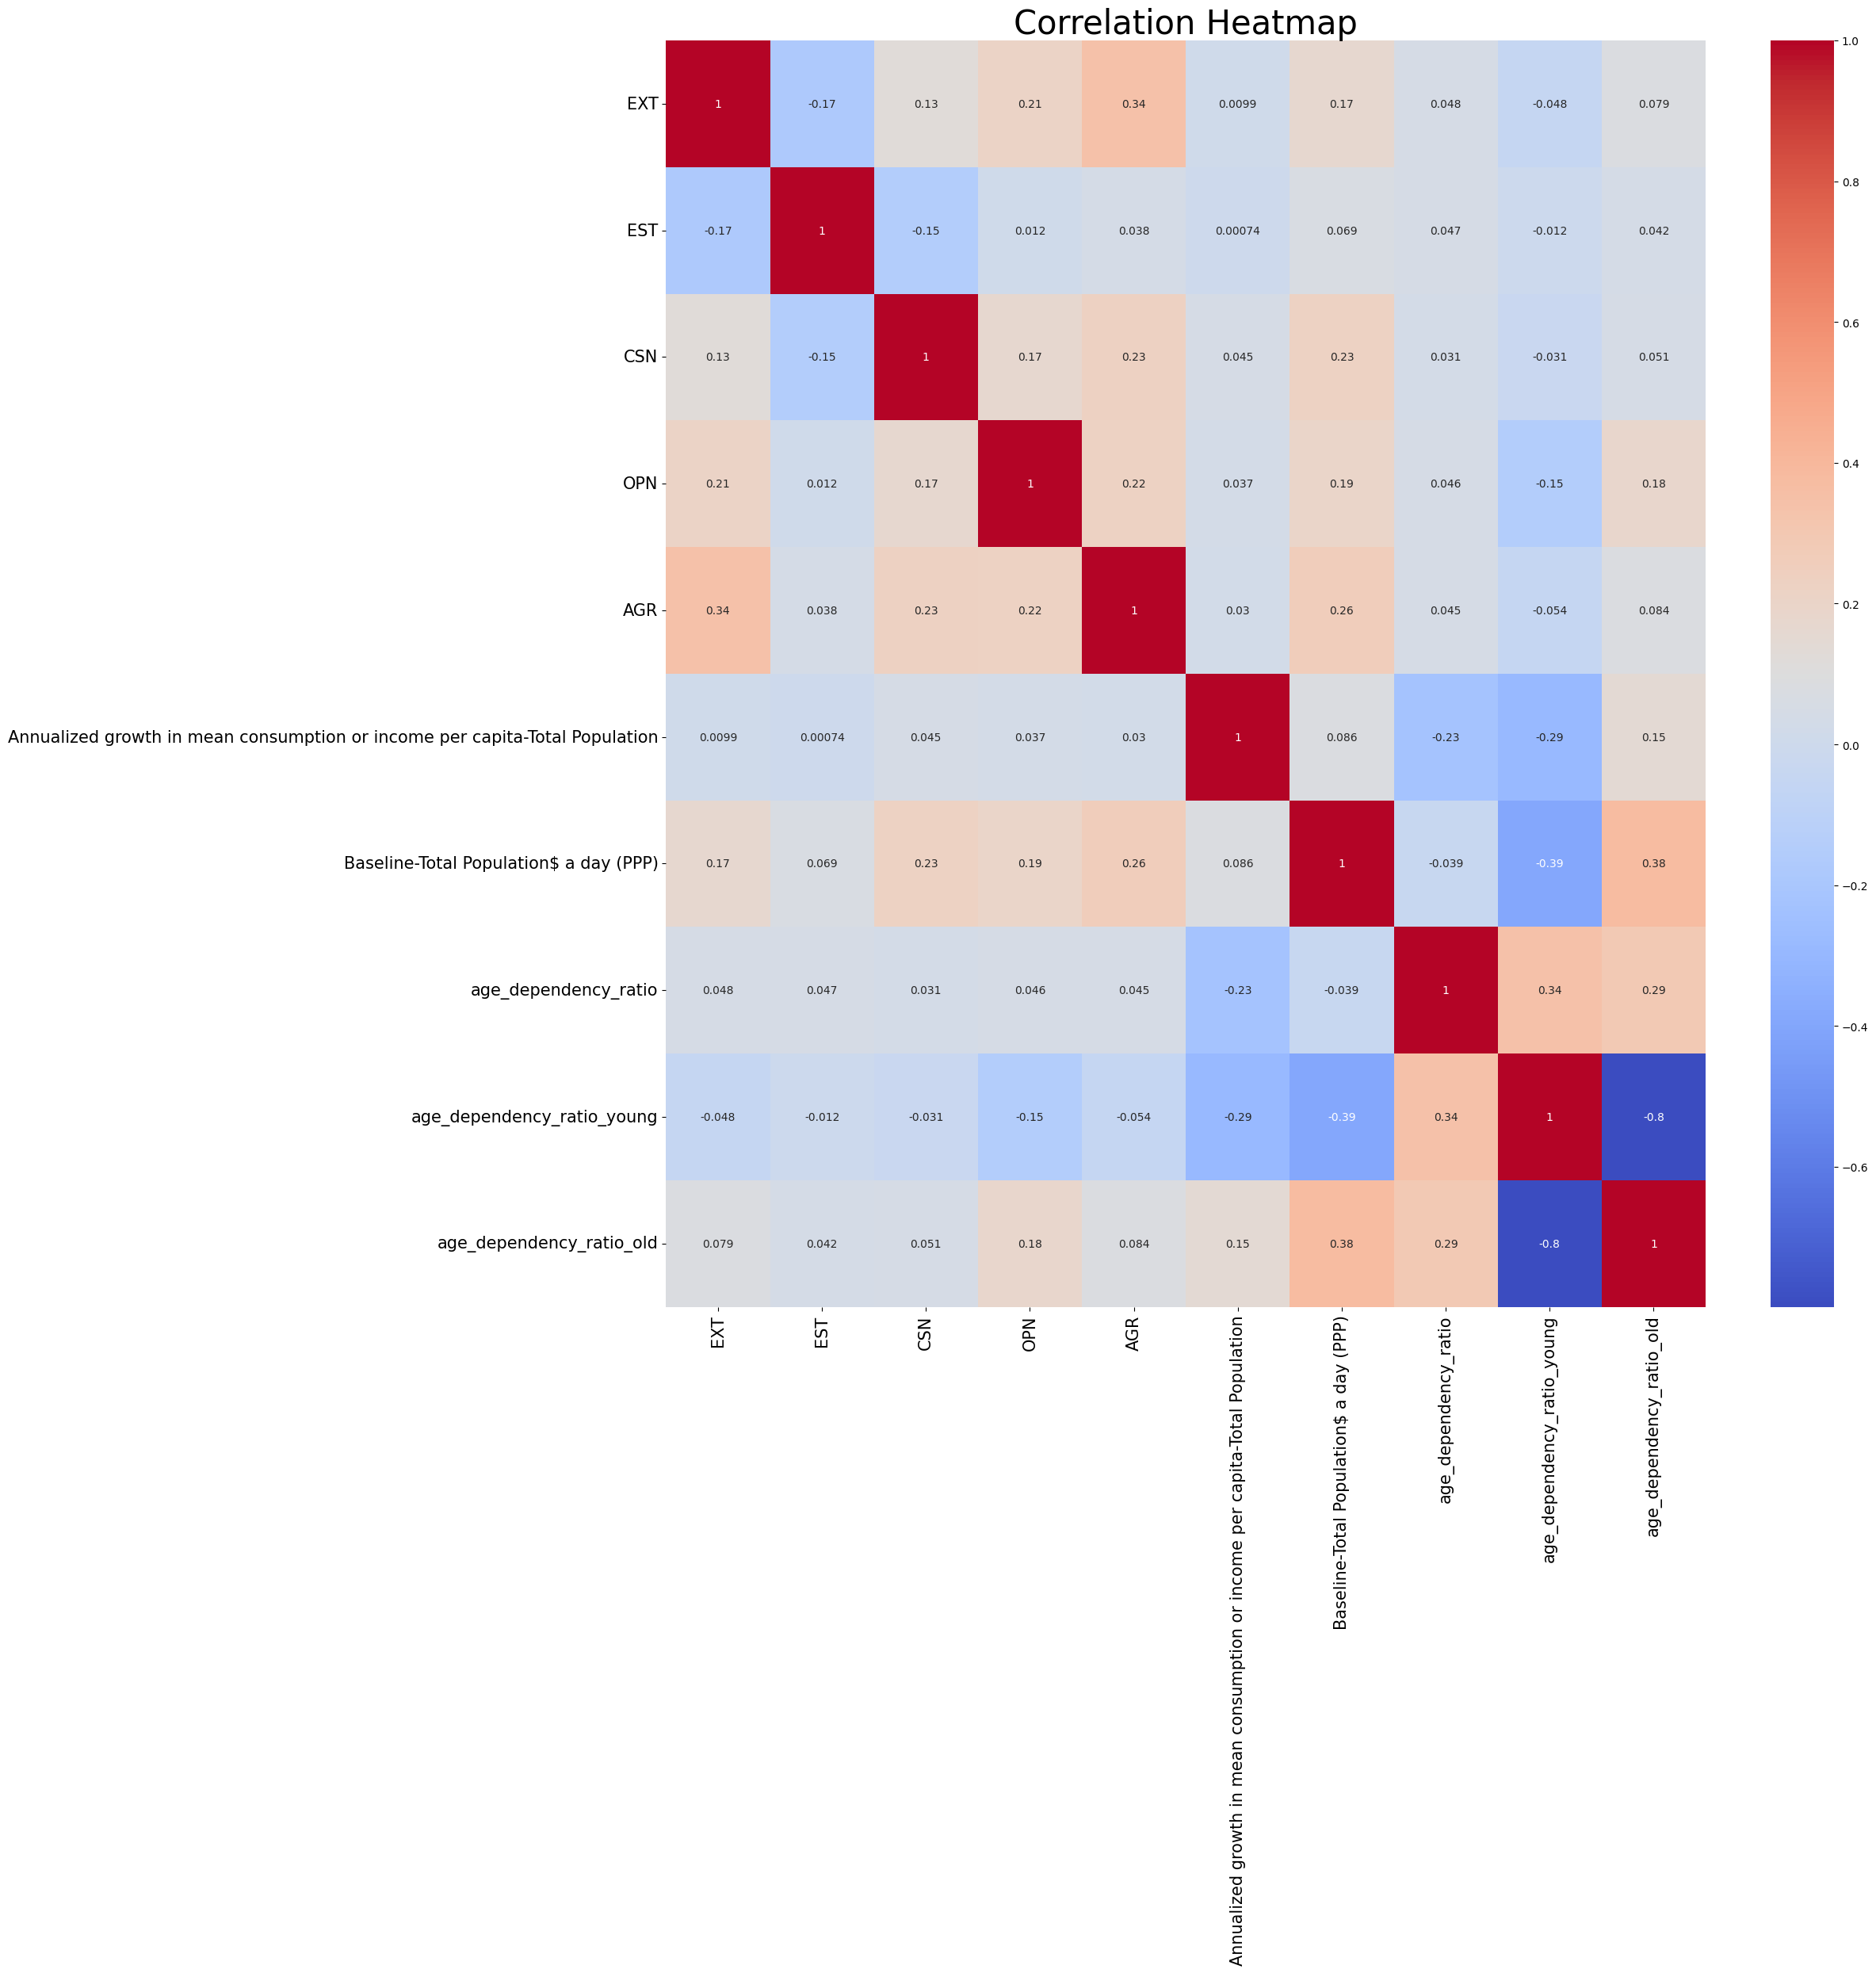 Correlation Heatmap
EXT 1 -0.17 0.13 0.21 0.34 0.0099 0.17 0.048 -0.048 0.079
EST -0.17 1 -0.15 0.012 0.038 0.00074 0.069 0.047 -0.012 0.042
CSN 0.13 -0.15 1 0.17 0.23 0.045 0.23 0.031 -0.031 0.051
OPN 0.21 0.012 0.17 1 0.22 0.037 0.19 0.046 -0.15 0.18
AGR 0.34 0.038 0.23 0.22 1 0.03 0.26 0.045 -0.054 0.084
Annualized growth in mean consumption or income per capita-Total Population 0.0099 0.00074 0.045 0.037 0.03 1 0.086 -0.23 -0.29 0.15
Baseline-Total Population$ a day (PPP) 0.17 0.069 0.23 0.19 0.26 0.086 1 -0.039 -0.39 0.38
age_dependency_ratio 0.048 0.047 0.031 0.046 0.045 -0.23 -0.039 1 0.34 0.29
age_dependency_ratio_young -0.048 -0.012 -0.031 -0.15 -0.054 -0.29 -0.39 0.34 1 -0.8
age_dependency_ratio_old 0.079 0.042 0.051 0.18 0.084 0.15 0.38 0.29 -0.8 1
EXT
EST
CSN
OPN
AGR
Annualized growth in mean consumption or income per capita-Total Population
Baseline-Total Population$ a day (PPP)
age_dependency_ratio
age_dependency_ratio_young
age_dependency_ratio_old
1.0
0.8
0.6
0.4
0.2
0.0
−0.2
−0.4
−0.6